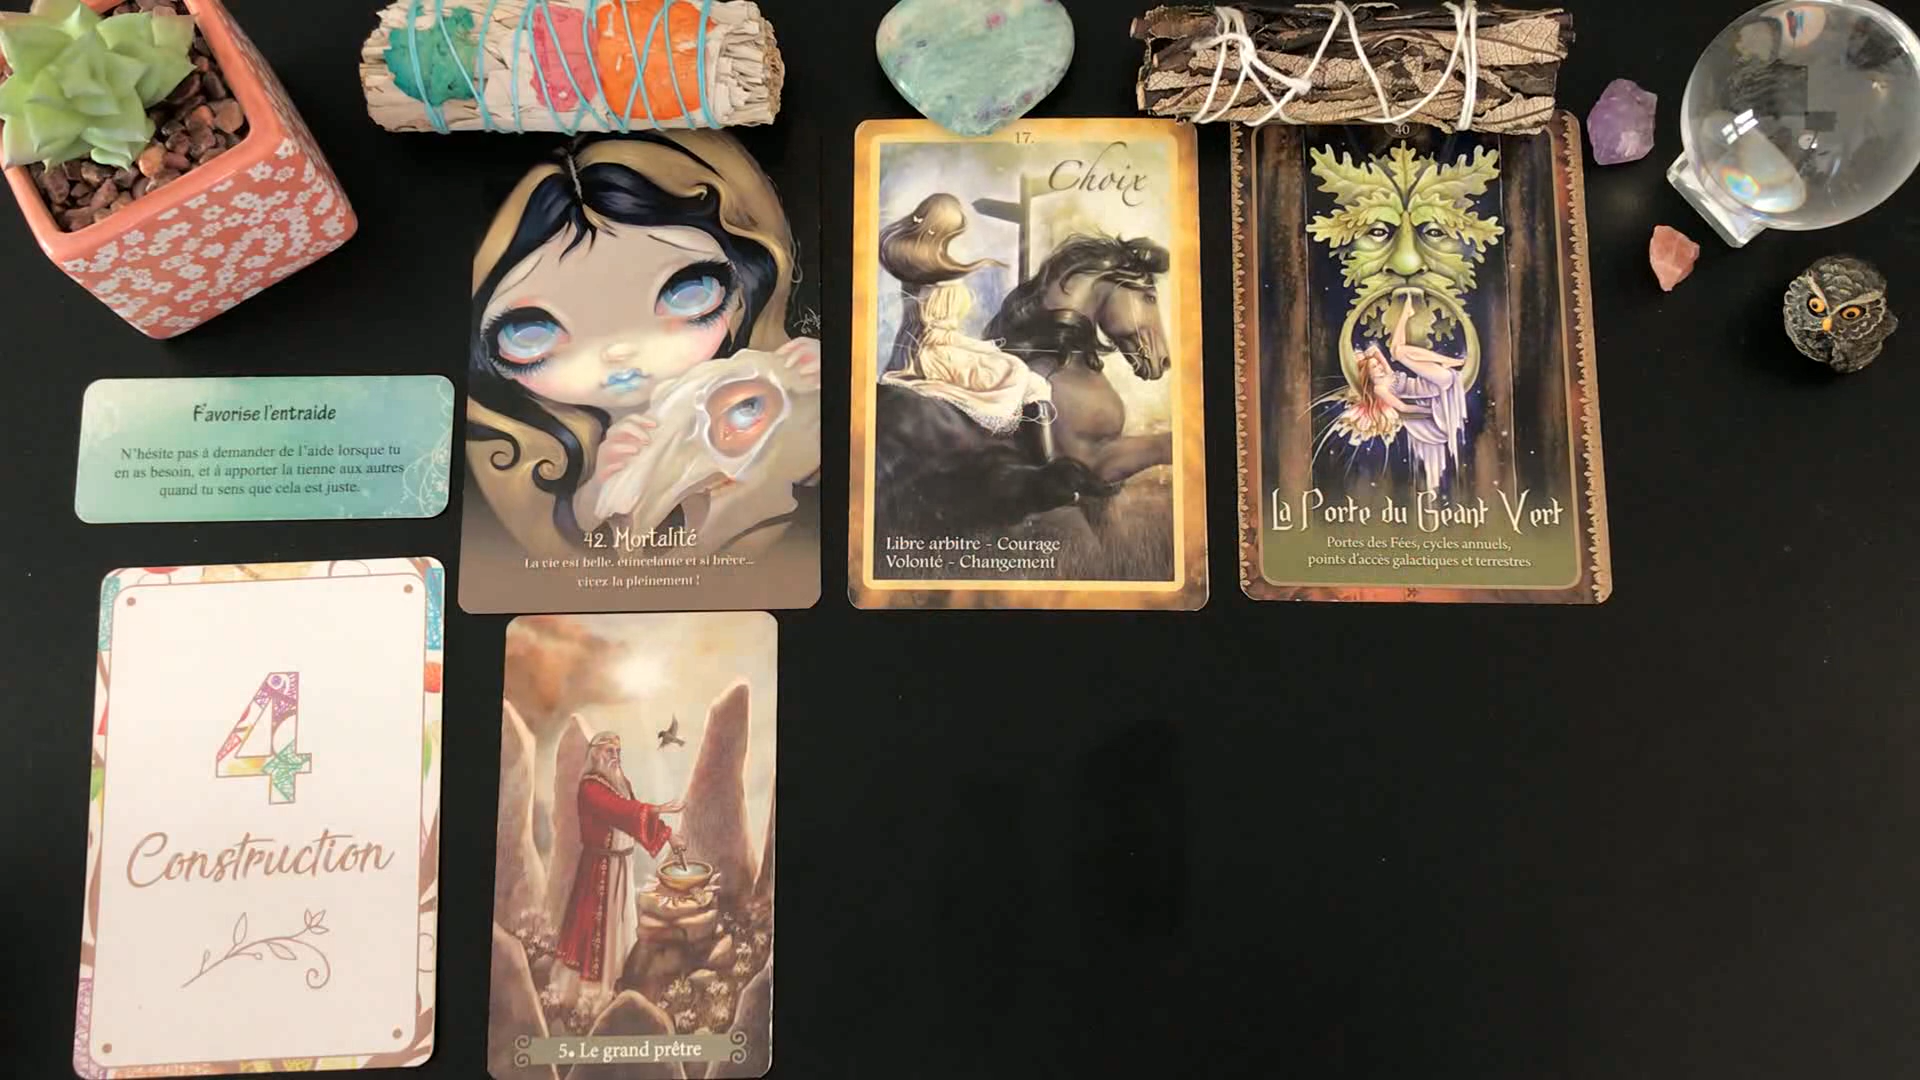 Favorise l'entraide
N'hésite pas à demander de l'aide lorsque tu
en as besoin, et à apporter la tienne aux autres
quand tu sens que cela est juste.
42. Mortalité
La vie est belle, étincelante et si brève...
vivez la pleinement !
17.
Choix
Libre arbitre - Courage
Volonté - Changement
40
La Porte du Géant Vert
Portes des Fées, cycles annuels,
points d'accès galactiques et terrestres
4
Construction
5. Le grand prêtre